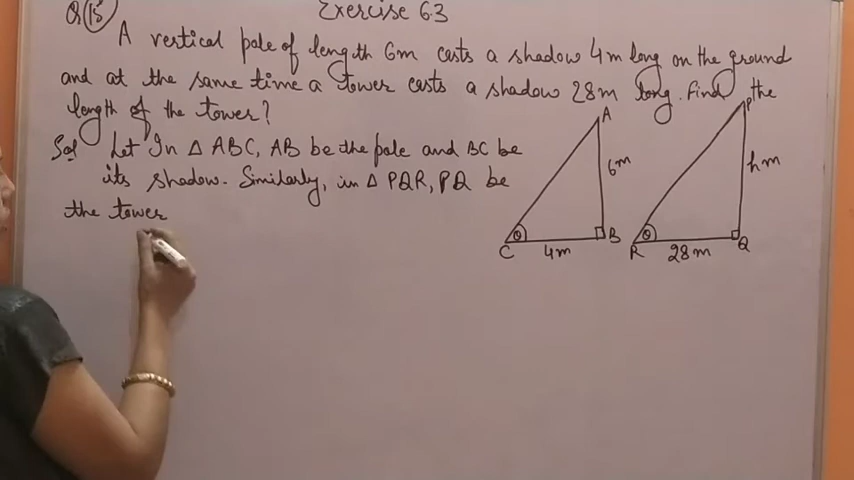 Q(15) Exercise 6.3
A vertical pole of length 6m casts a shadow 4m long on the ground
and at the same time a tower casts a shadow 28m long. Find the
length of the tower?
Sol Let In △ ABC, AB be the pole and BC be
its shadow. Similarly, in △ PQR, PQ be
the tower
A
6m
C θ B
4m
P
hm
R θ Q
28m